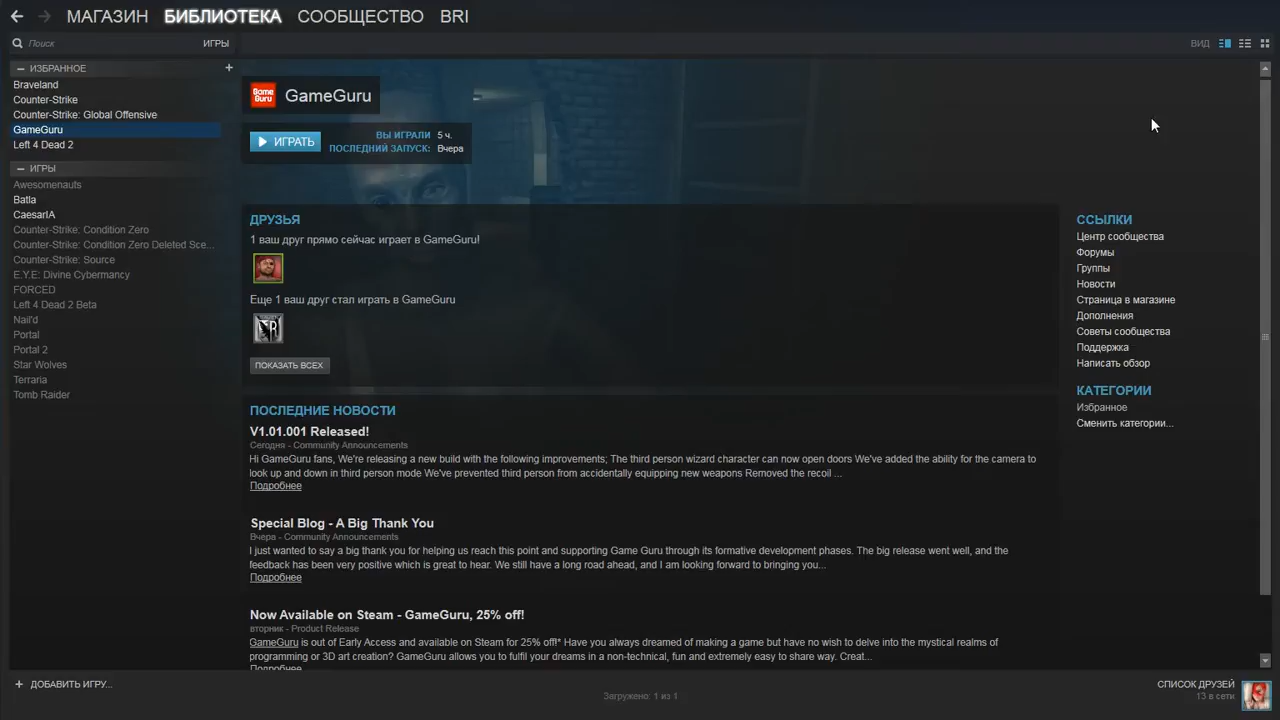 МАГАЗИН БИБЛИОТЕКА СООБЩЕСТВО BRI
Поиск ИГРЫ ВИД
ИЗБРАННОЕ +
Braveland
Counter-Strike
Counter-Strike: Global Offensive
GameGuru
Left 4 Dead 2
ИГРЫ
Awesomenauts
Batla
CaesarIA
Counter-Strike: Condition Zero
Counter-Strike: Condition Zero Deleted Sce...
Counter-Strike: Source
E.Y.E: Divine Cybermancy
FORCED
Left 4 Dead 2 Beta
Nail'd
Portal
Portal 2
Star Wolves
Terraria
Tomb Raider
Game Guru
GameGuru
ИГРАТЬ
ВЫ ИГРАЛИ 5 ч.
ПОСЛЕДНИЙ ЗАПУСК: Вчера
ДРУЗЬЯ
1 ваш друг прямо сейчас играет в GameGuru!
Еще 1 ваш друг стал играть в GameGuru
ПОКАЗАТЬ ВСЕХ
ПОСЛЕДНИЕ НОВОСТИ
V1.01.001 Released!
Сегодня - Community Announcements
Hi GameGuru fans, We're releasing a new build with the following improvements; The third person wizard character can now open doors We've added the ability for the camera to
look up and down in third person mode We've prevented third person from accidentally equipping new weapons Removed the recoil ...
Подробнее
Special Blog - A Big Thank You
Вчера - Community Announcements
I just wanted to say a big thank you for helping us reach this point and supporting Game Guru through its formative development phases. The big release went well, and the
feedback has been very positive which is great to hear. We still have a long road ahead, and I am looking forward to bringing you...
Подробнее
Now Available on Steam - GameGuru, 25% off!
вторник - Product Release
GameGuru is out of Early Access and available on Steam for 25% off!* Have you always dreamed of making a game but have no wish to delve into the mystical realms of
programming or 3D art creation? GameGuru allows you to fulfil your dreams in a non-technical, fun and extremely easy to share way. Creat...
Подробнее
ССЫЛКИ
Центр сообщества
Форумы
Группы
Новости
Страница в магазине
Дополнения
Советы сообщества
Поддержка
Написать обзор
КАТЕГОРИИ
Избранное
Сменить категории...
+ ДОБАВИТЬ ИГРУ...
Загружено: 1 из 1
СПИСОК ДРУЗЕЙ
13 в сети